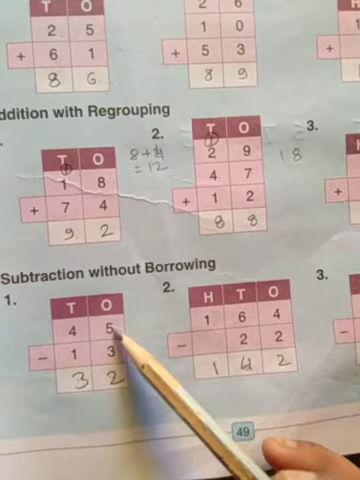 T O
2 5
+ 6 1
8 6
2 6
1 0
+ 5 3
8 9
H
+
ddition with Regrouping
T O
1
1 8
+ 7 4
9 2
8+4
=12
2.
T O
1
2 9
4 7
+ 1 2
8 8
18
3.
+
Subtraction without Borrowing
1.
T O
4 5
− 1 3
3 2
2.
H T O
1 6 4
− 2 2
1 4 2
3.
−
49